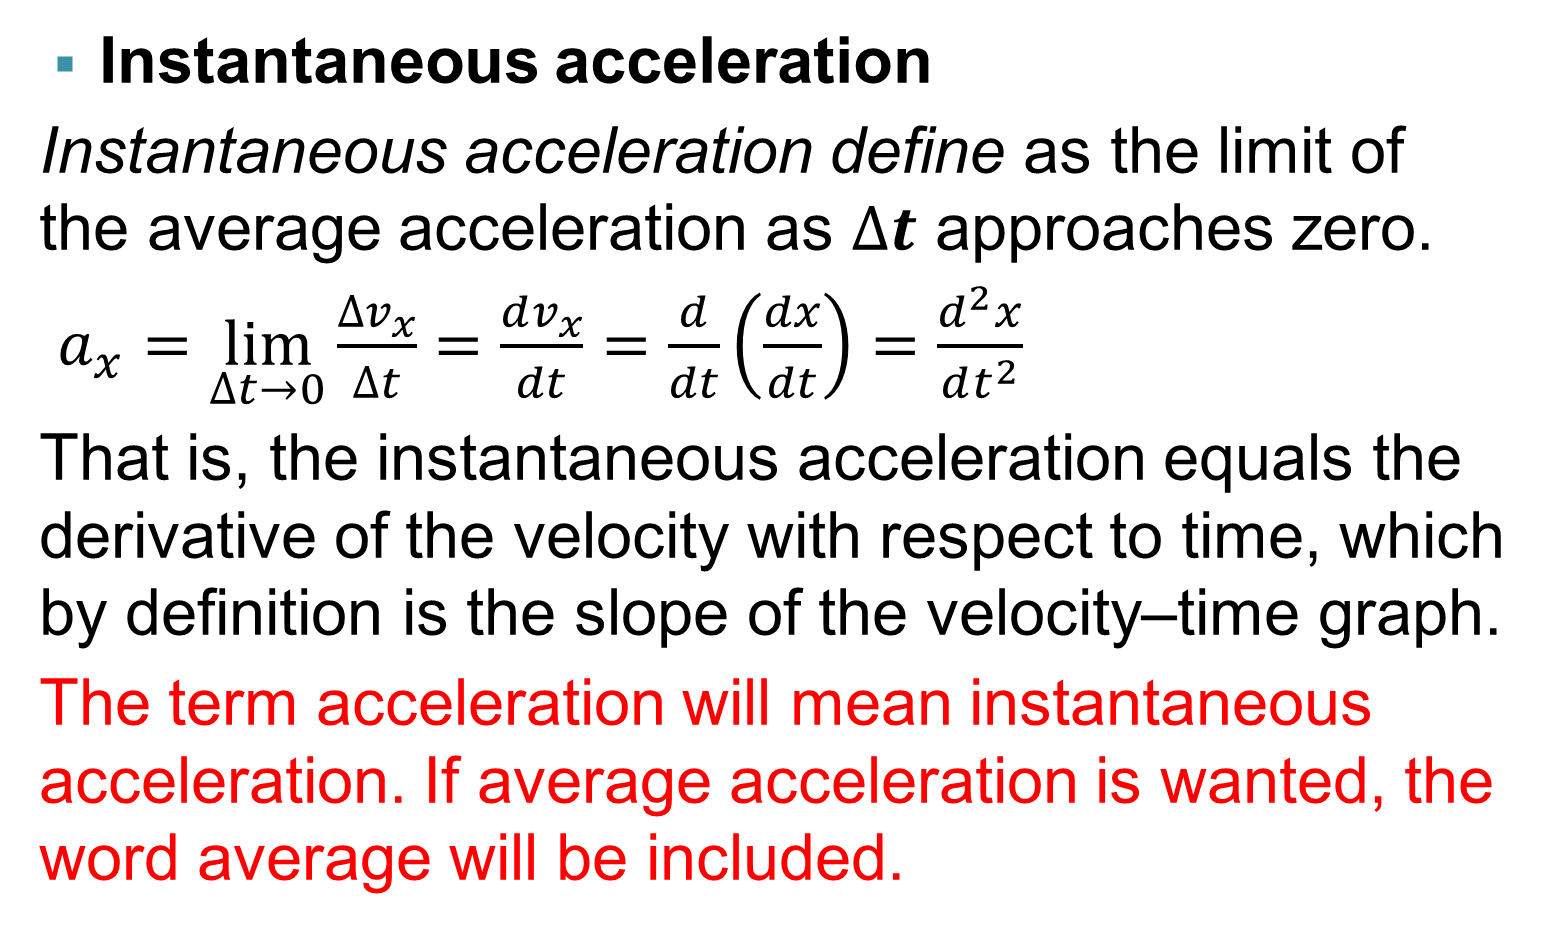 ▪ Instantaneous acceleration
Instantaneous acceleration define as the limit of
the average acceleration as Δt approaches zero.
aₓ = lim_{Δt→0} Δvₓ/Δt = dvₓ/dt = d/dt (dx/dt) = d²x/dt²
That is, the instantaneous acceleration equals the
derivative of the velocity with respect to time, which
by definition is the slope of the velocity–time graph.
The term acceleration will mean instantaneous
acceleration. If average acceleration is wanted, the
word average will be included.